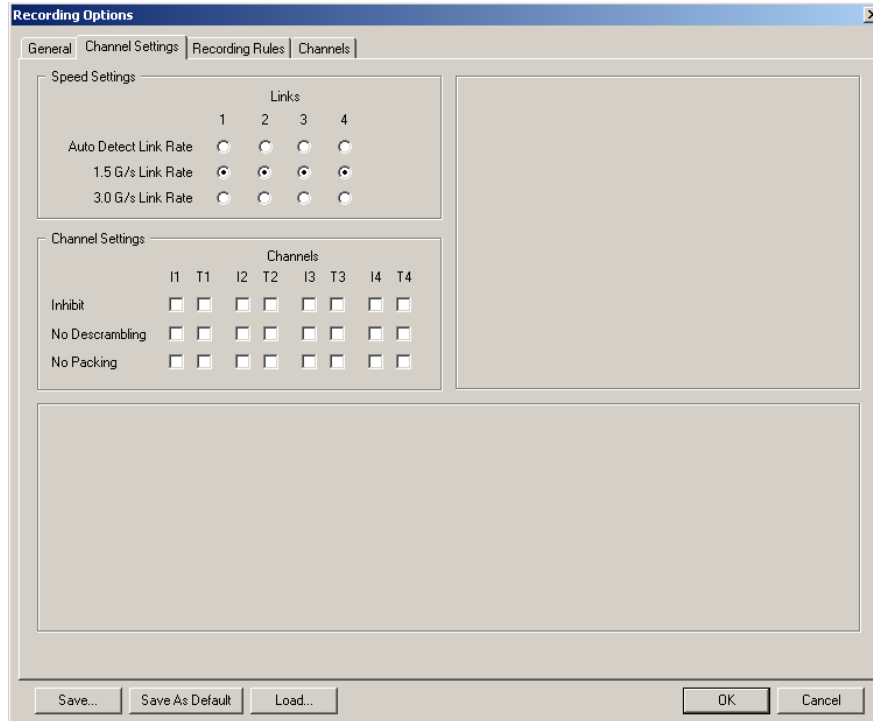 Recording Options
General Channel Settings Recording Rules Channels
Speed Settings
Links
1 2 3 4
Auto Detect Link Rate
1.5 G/s Link Rate
3.0 G/s Link Rate
Channel Settings
Channels
I1 T1 I2 T2 I3 T3 I4 T4
Inhibit
No Descrambling
No Packing
Save... Save As Default Load... OK Cancel